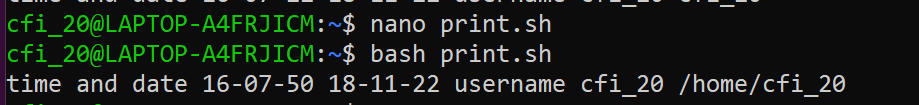 cfi_20@LAPTOP-A4FRJICM:~$ nano print.sh
cfi_20@LAPTOP-A4FRJICM:~$ bash print.sh
time and date 16-07-50 18-11-22 username cfi_20 /home/cfi_20